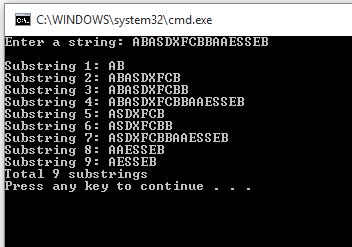 C:\WINDOWS\system32\cmd.exe
Enter a string: ABASDXFCBBAAESSEB
Substring 1: AB
Substring 2: ABASDXFCB
Substring 3: ABASDXFCBB
Substring 4: ABASDXFCBBAAESSEB
Substring 5: ASDXFCB
Substring 6: ASDXFCBB
Substring 7: ASDXFCBBAAESSEB
Substring 8: AAESSEB
Substring 9: AESSEB
Total 9 substrings
Press any key to continue . . .